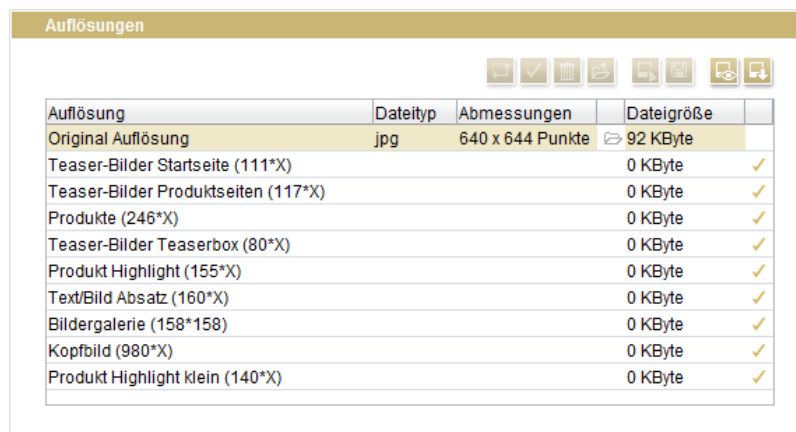 Auflösungen
Auflösung Dateityp Abmessungen Dateigröße
Original Auflösung jpg 640 x 644 Punkte 92 KByte
Teaser-Bilder Startseite (111*X) 0 KByte
Teaser-Bilder Produktseiten (117*X) 0 KByte
Produkte (246*X) 0 KByte
Teaser-Bilder Teaserbox (80*X) 0 KByte
Produkt Highlight (155*X) 0 KByte
Text/Bild Absatz (160*X) 0 KByte
Bildergalerie (158*158) 0 KByte
Kopfbild (980*X) 0 KByte
Produkt Highlight klein (140*X) 0 KByte